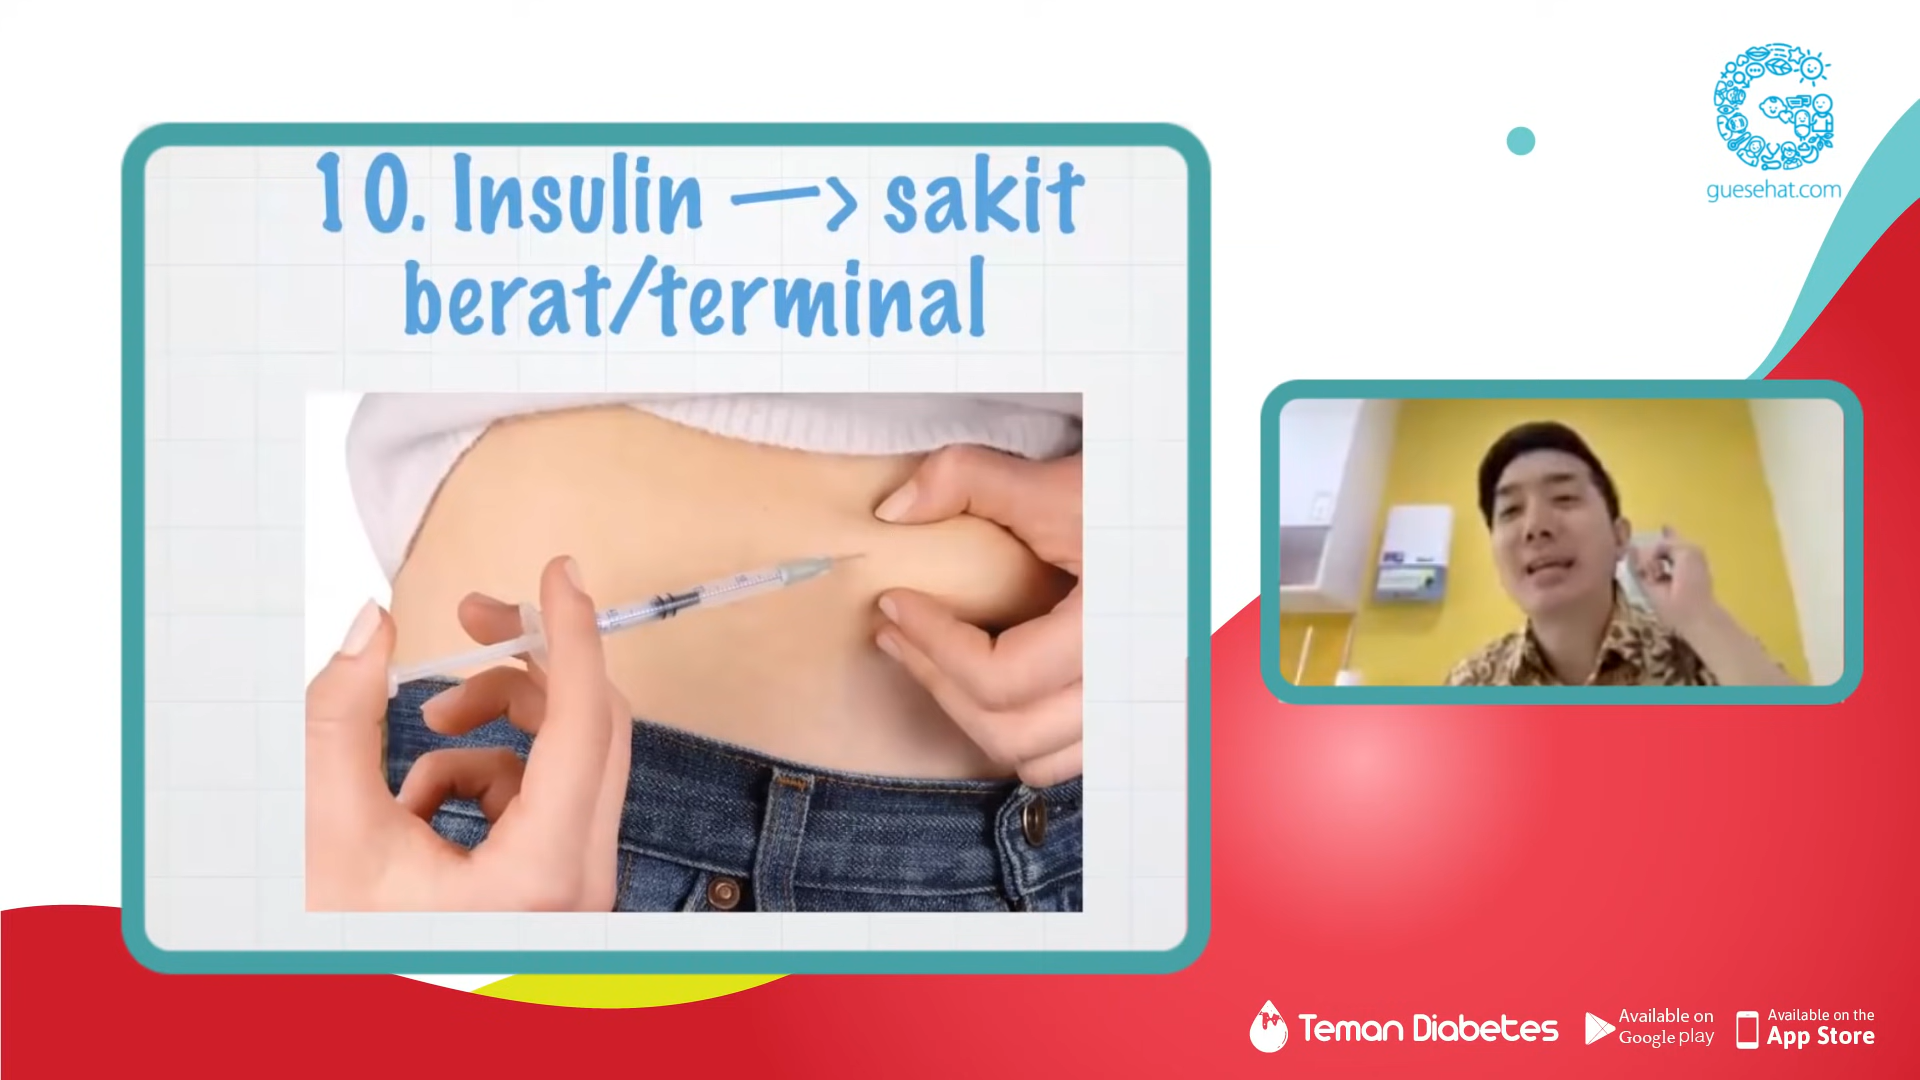 10. Insulin —> sakit
berat/terminal
guesehat.com
Teman Diabetes
Available on
Google play
Available on the
App Store